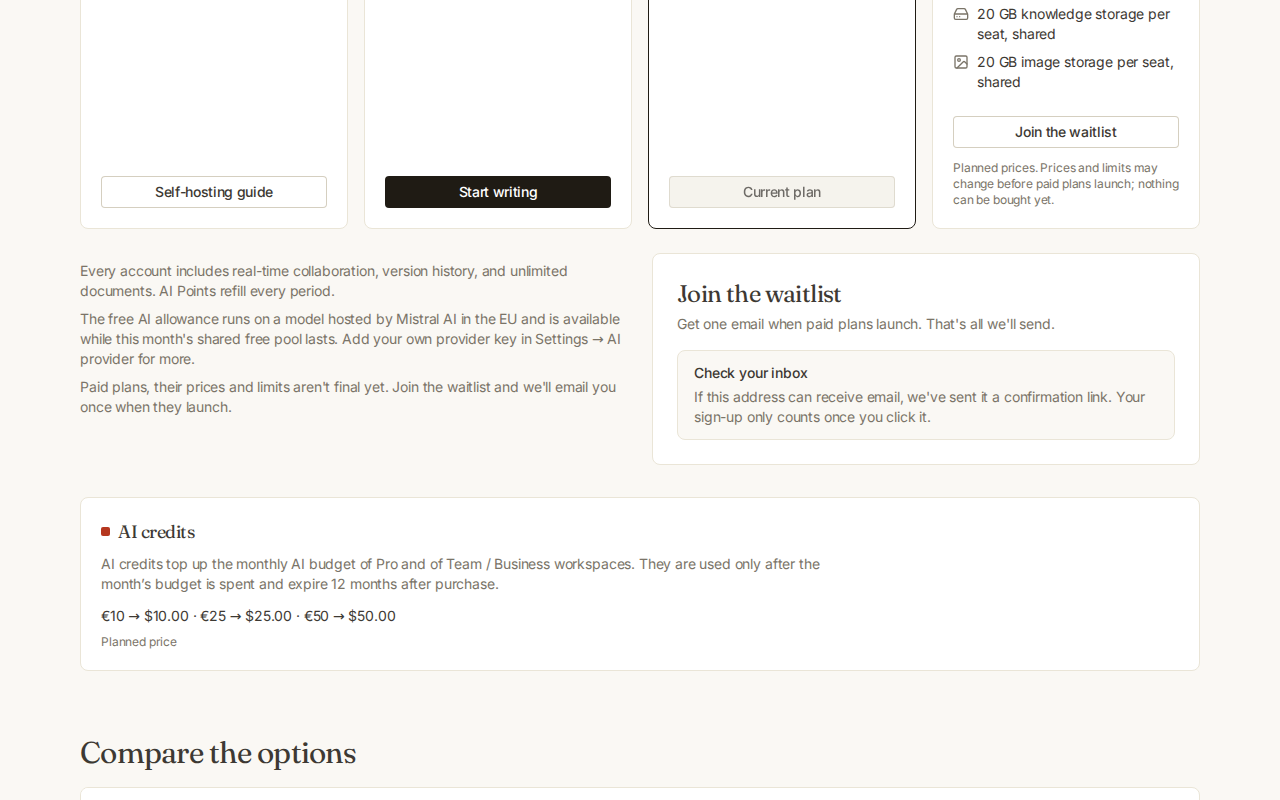 20 GB knowledge storage per
seat, shared
20 GB image storage per seat,
shared
Join the waitlist
Planned prices. Prices and limits may
change before paid plans launch; nothing
can be bought yet.
Self-hosting guide
Start writing
Current plan
Every account includes real-time collaboration, version history, and unlimited
documents. AI Points refill every period.
The free AI allowance runs on a model hosted by Mistral AI in the EU and is available
while this month's shared free pool lasts. Add your own provider key in Settings → AI
provider for more.
Paid plans, their prices and limits aren't final yet. Join the waitlist and we'll email you
once when they launch.
Join the waitlist
Get one email when paid plans launch. That's all we'll send.
Check your inbox
If this address can receive email, we've sent it a confirmation link. Your
sign-up only counts once you click it.
AI credits
AI credits top up the monthly AI budget of Pro and of Team / Business workspaces. They are used only after the
month's budget is spent and expire 12 months after purchase.
€10 → $10.00 · €25 → $25.00 · €50 → $50.00
Planned price
Compare the options